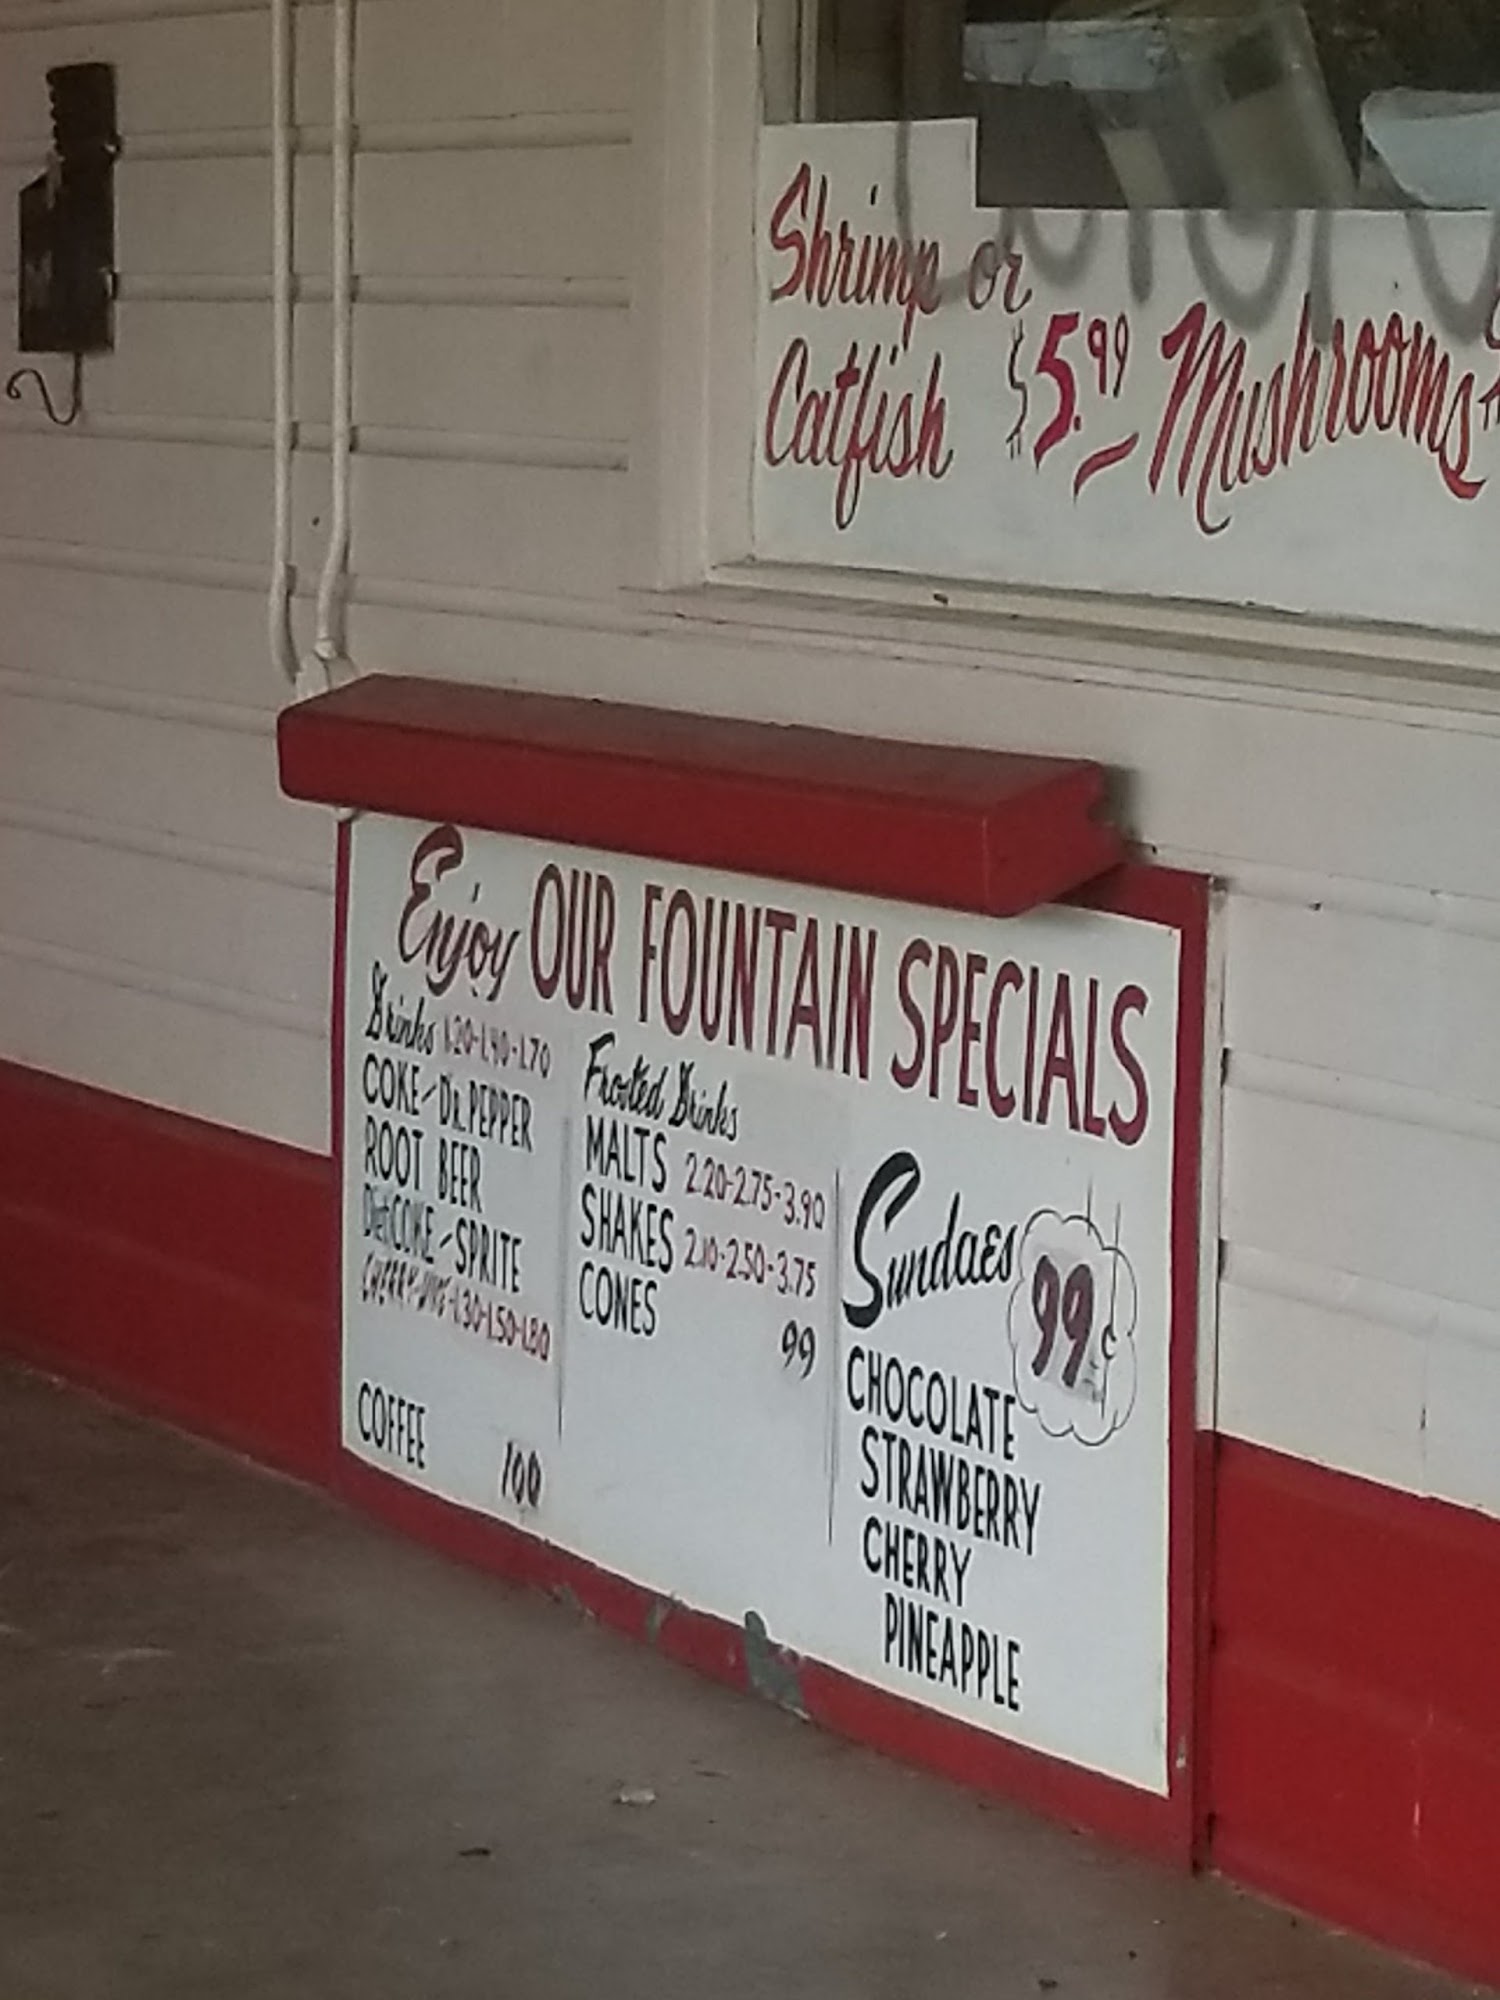 Shrimp or
Catfish $5.99 Mushrooms
Enjoy OUR FOUNTAIN SPECIALS
Drinks 1.20-1.40-1.70
COKE-DR.PEPPER
ROOT BEER
Diet COKE-SPRITE
CHERRY-LIME-1.30-1.50-1.80
COFFEE 100
Frosted Drinks
MALTS 2.20-2.75-3.90
SHAKES 2.10-2.50-3.75
CONES 99
Sundaes 99¢
CHOCOLATE
STRAWBERRY
CHERRY
PINEAPPLE